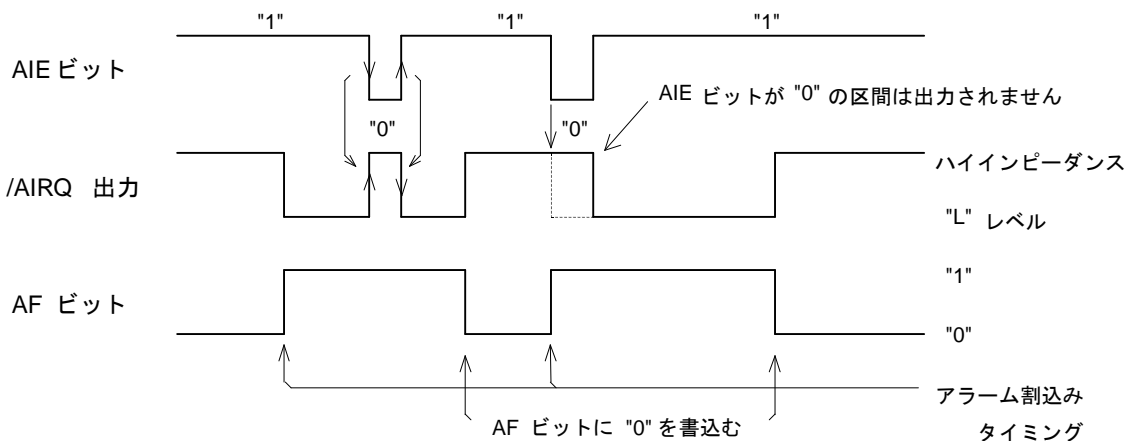 "1" "1" "1"
AIE ビット
AIE ビットが "0" の区間は出力されません
"0" "0"
ハイインピーダンス
/AIRQ 出力
"L" レベル
"1"
AF ビット
"0"
アラーム割込み
AF ビットに "0" を書込む
タイミング